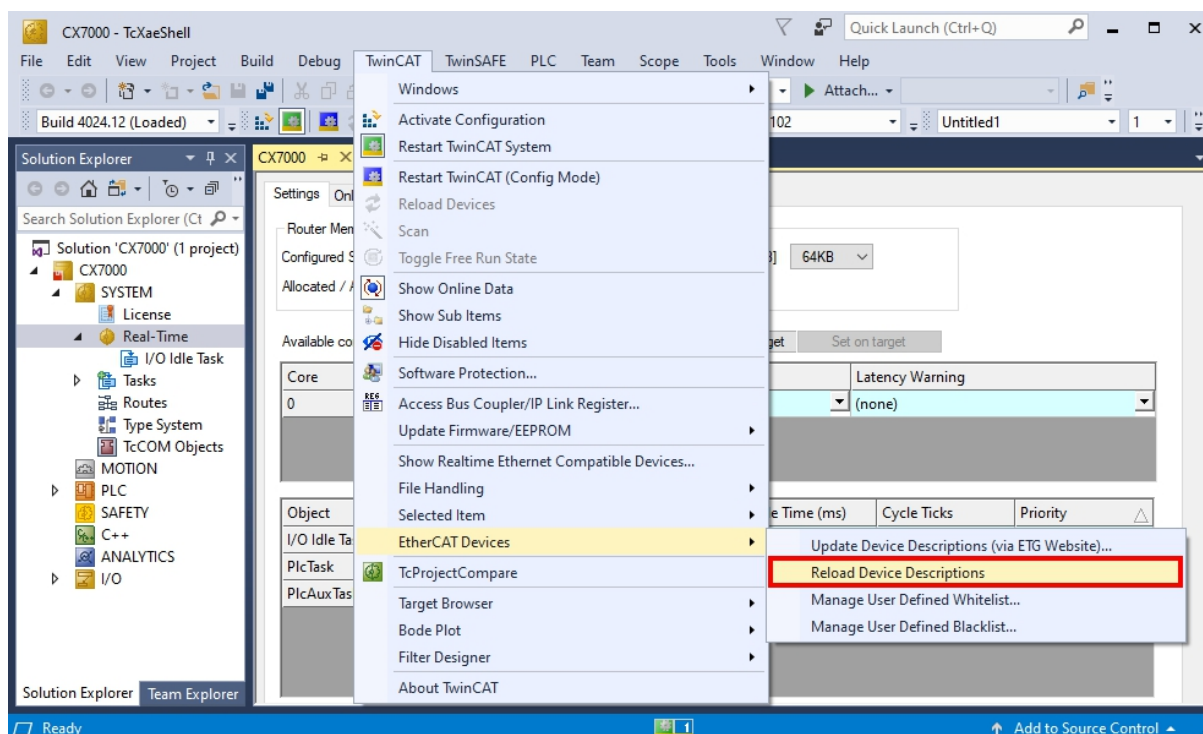 CX7000 - TcXaeShell
Quick Launch (Ctrl+Q)
File Edit View Project Build Debug TwinCAT TwinSAFE PLC Team Scope Tools Window Help
Attach...
Build 4024.12 (Loaded)
102
Untitled1
1
Solution Explorer
Search Solution Explorer (Ct
Solution 'CX7000' (1 project)
CX7000
SYSTEM
License
Real-Time
I/O Idle Task
Tasks
Routes
Type System
TcCOM Objects
MOTION
PLC
SAFETY
C++
ANALYTICS
I/O
Solution Explorer Team Explorer
CX7000
Settings
Router
Configured
64KB
Allocated /
Available
Set on target
Core
Latency Warning
0
(none)
Object
Time (ms)
Cycle Ticks
Priority
I/O Idle
PlcTask
Windows
Activate Configuration
Restart TwinCAT System
Restart TwinCAT (Config Mode)
Reload Devices
Scan
Toggle Free Run State
Show Online Data
Show Sub Items
Hide Disabled Items
Software Protection...
Access Bus Coupler/IP Link Register...
Update Firmware/EEPROM
Show Realtime Ethernet Compatible Devices...
File Handling
Selected Item
EtherCAT Devices
TcProjectCompare
Target Browser
Bode Plot
Filter Designer
About TwinCAT
Update Device Descriptions (via ETG Website)...
Reload Device Descriptions
Manage User Defined Whitelist...
Manage User Defined Blacklist...
Ready
1
Add to Source Control